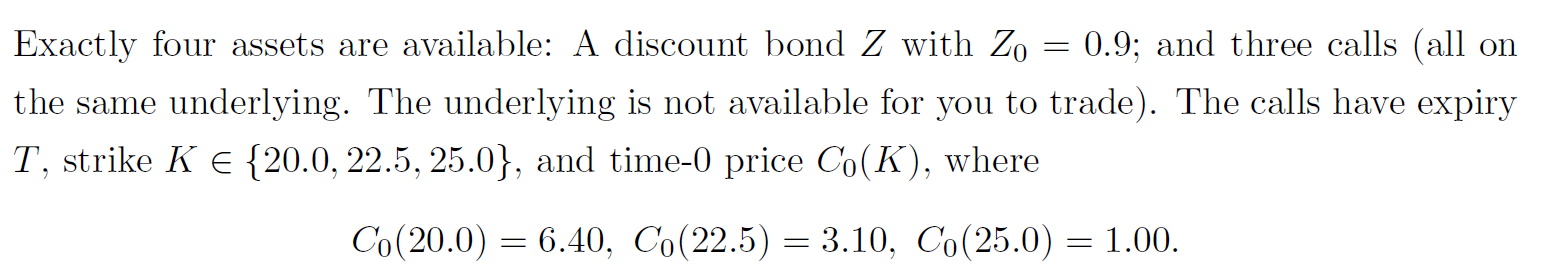 Exactly four assets are available: A discount bond Z with Z₀ = 0.9; and three calls (all on
the same underlying. The underlying is not available for you to trade). The calls have expiry
T, strike K ∈ {20.0, 22.5, 25.0}, and time-0 price C₀(K), where
C₀(20.0) = 6.40, C₀(22.5) = 3.10, C₀(25.0) = 1.00.